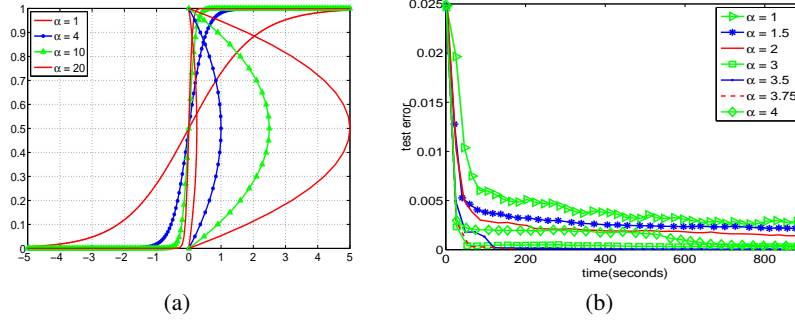 1
0.9
0.8
0.7
0.6
0.5
0.4
0.3
0.2
0.1
0
α = 1
α = 4
α = 10
α = 20
−5 −4 −3 −2 −1 0 1 2 3 4 5
(a)
0.025
0.02
0.015
0.01
0.005
0
test error
α = 1
α = 1.5
α = 2
α = 3
α = 3.5
α = 3.75
α = 4
0 200 400 600 800
time(seconds)
(b)